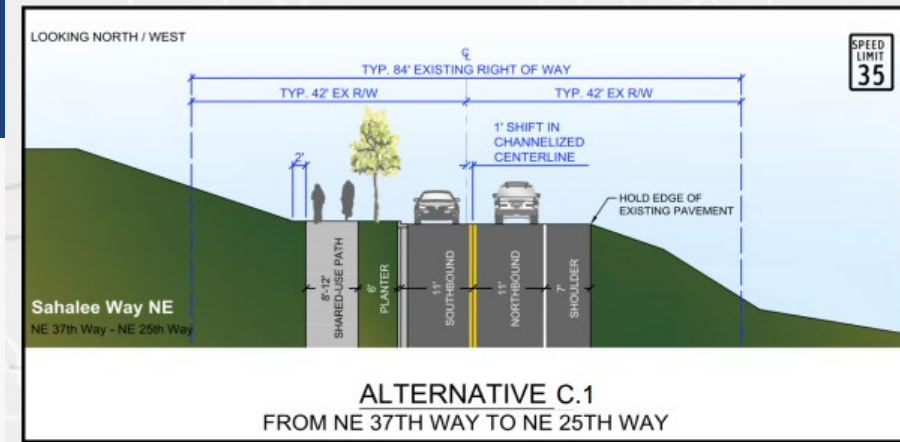 LOOKING NORTH / WEST
SPEED
LIMIT
35
℄
TYP. 84' EXISTING RIGHT OF WAY
TYP. 42' EX R/W
TYP. 42' EX R/W
1' SHIFT IN
CHANNELIZED
CENTERLINE
2'
HOLD EDGE OF
EXISTING PAVEMENT
8'-12'
SHARED-USE PATH
6'
PLANTER
11'
SOUTHBOUND
11'
NORTHBOUND
7'
SHOULDER
Sahalee Way NE
NE 37th Way - NE 25th Way
ALTERNATIVE C.1
FROM NE 37TH WAY TO NE 25TH WAY